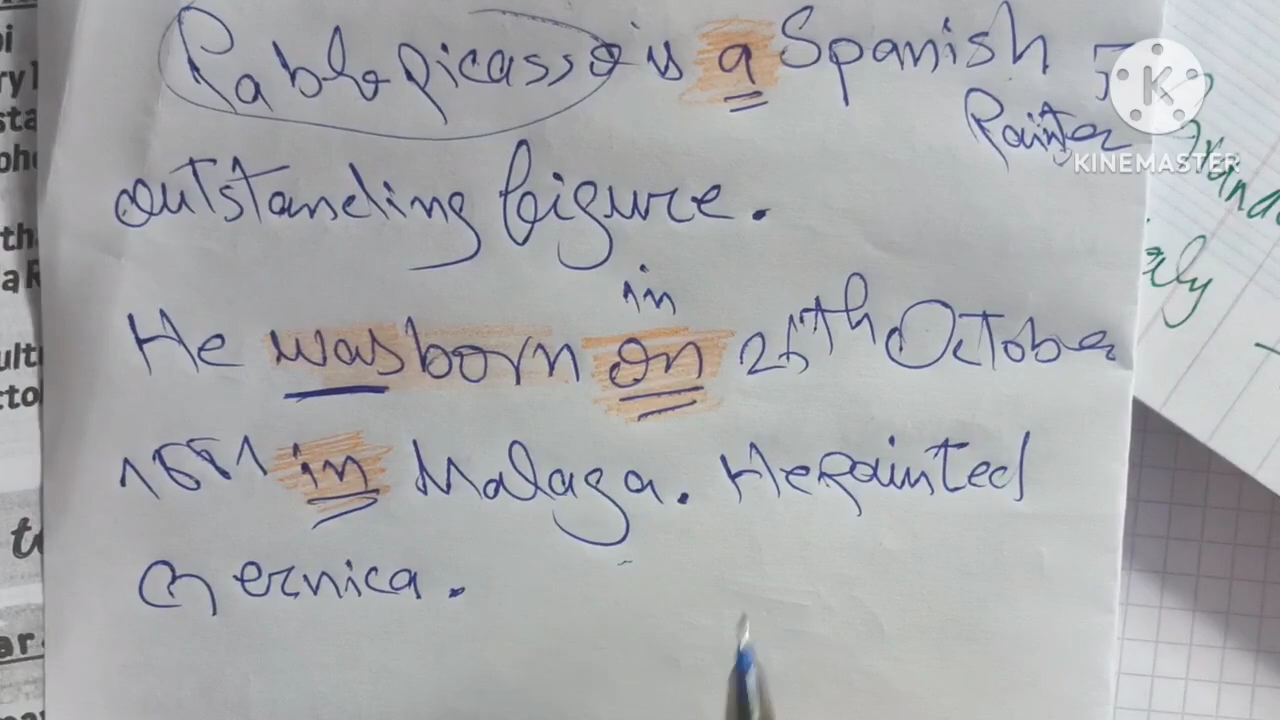 Pablo picasso is a Spanish
Painter
KINEMASTER
outstanding figure.
in
He was born on 25th October
1881 in Malaga. He painted
Gernica.